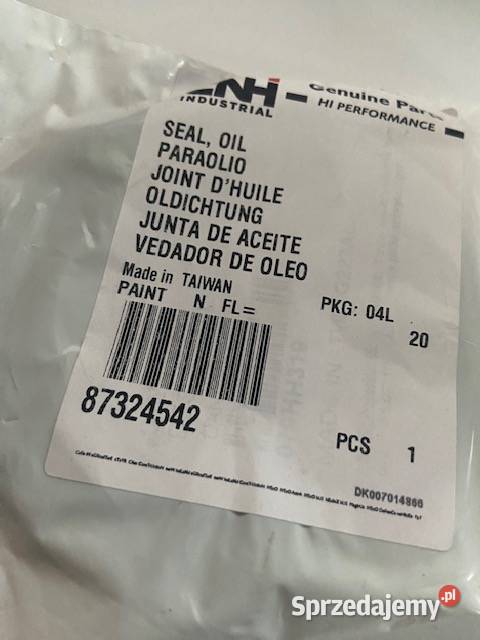 CNH
INDUSTRIAL
Genuine Parts
HI PERFORMANCE
SEAL, OIL
PARAOLIO
JOINT D'HUILE
OLDICHTUNG
JUNTA DE ACEITE
VEDADOR DE OLEO
Made in TAIWAN
PAINT N FL=
PKG: 04L
20
87324542
PCS 1
DK007014866
Sprzedajemy.pl